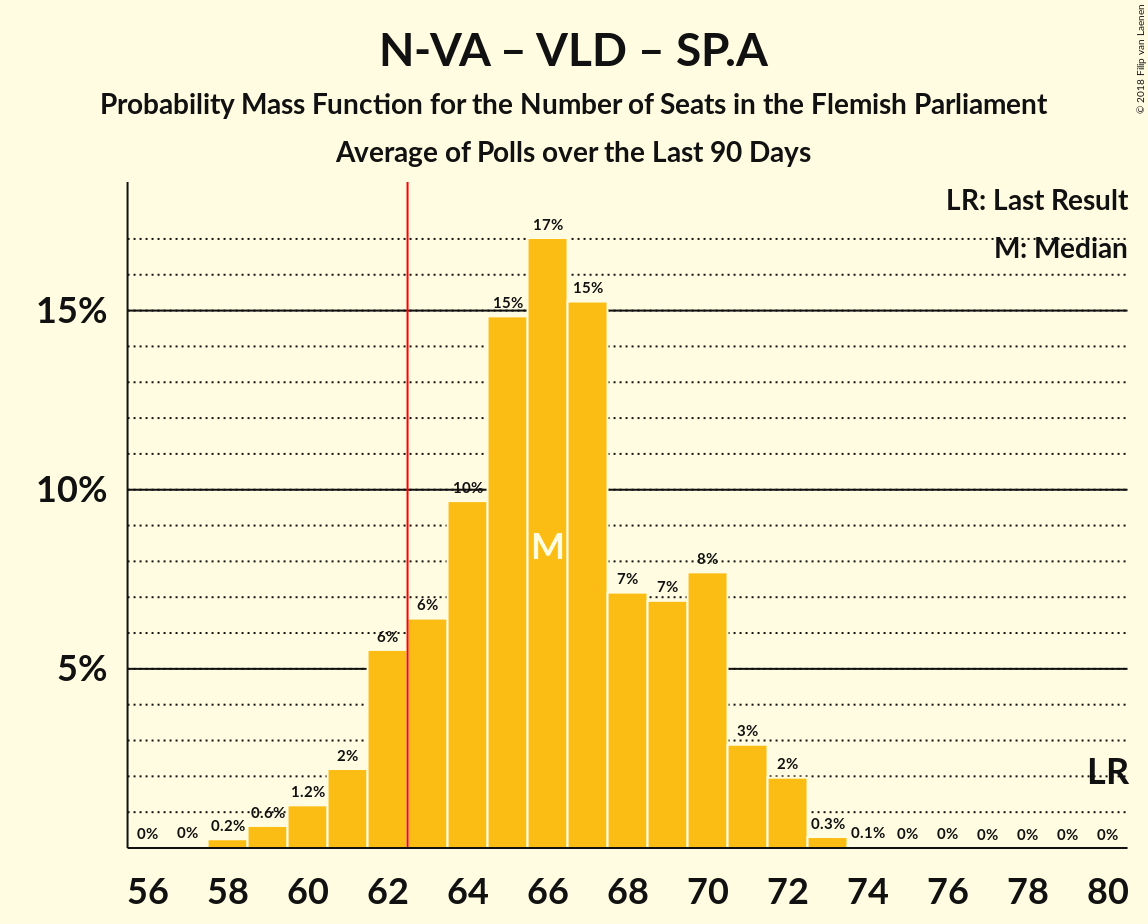 N-VA – VLD – SP.A
Probability Mass Function for the Number of Seats in the Flemish Parliament
Average of Polls over the Last 90 Days
© 2018 Filip van Laenen
LR: Last Result
M: Median
15%
10%
5%
0% 0% 0.2% 0.6% 1.2% 2% 6% 6% 10% 15% 17% 15% 7% 7% 8% 3% 2% 0.3% 0.1% 0% 0% 0% 0% 0% 0%
M
LR
56 58 60 62 64 66 68 70 72 74 76 78 80